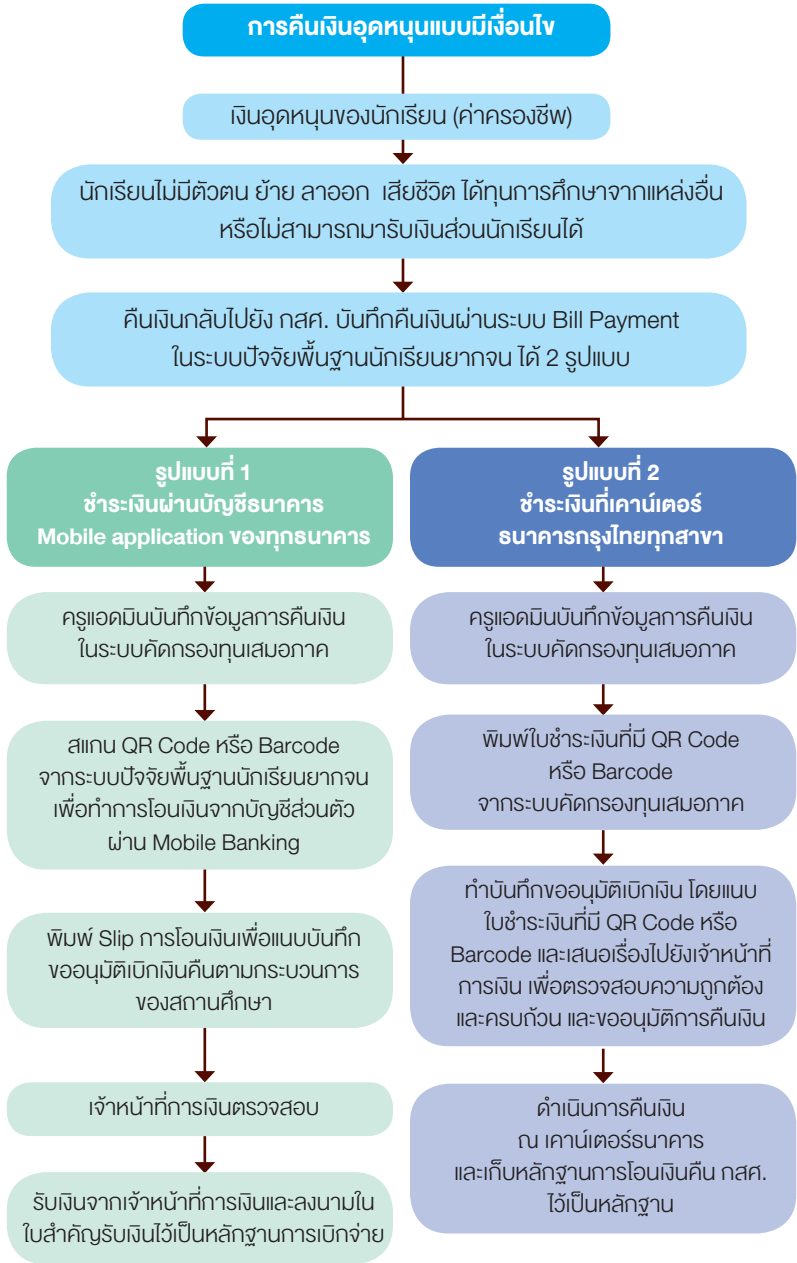 การคืนเงินอุดหนุนแบบมีเงื่อนไข
เงินอุดหนุนของนักเรียน (ค่าครองชีพ)
นักเรียนไม่มีตัวตน ย้าย ลาออก เสียชีวิต ได้ทุนการศึกษาจากแหล่งอื่น
หรือไม่สามารถมารับเงินส่วนนักเรียนได้
คืนเงินกลับไปยัง กสศ. บันทึกคืนเงินผ่านระบบ Bill Payment
ในระบบปัจจัยพื้นฐานนักเรียนยากจน ได้ 2 รูปแบบ
รูปแบบที่ 1
ชำระเงินผ่านบัญชีธนาคาร
Mobile application ของทุกธนาคาร
ครูแอดมินบันทึกข้อมูลการคืนเงิน
ในระบบคัดกรองทุนเสมอภาค
สแกน QR Code หรือ Barcode
จากระบบปัจจัยพื้นฐานนักเรียนยากจน
เพื่อทำการโอนเงินจากบัญชีส่วนตัว
ผ่าน Mobile Banking
พิมพ์ Slip การโอนเงินเพื่อแนบบันทึก
ขออนุมัติเบิกเงินคืนตามกระบวนการ
ของสถานศึกษา
เจ้าหน้าที่การเงินตรวจสอบ
รับเงินจากเจ้าหน้าที่การเงินและลงนามใน
ใบสำคัญรับเงินไว้เป็นหลักฐานการเบิกจ่าย
รูปแบบที่ 2
ชำระเงินที่เคาน์เตอร์
ธนาคารกรุงไทยทุกสาขา
ครูแอดมินบันทึกข้อมูลการคืนเงิน
ในระบบคัดกรองทุนเสมอภาค
พิมพ์ใบชำระเงินที่มี QR Code
หรือ Barcode
จากระบบคัดกรองทุนเสมอภาค
ทำบันทึกขออนุมัติเบิกเงิน โดยแนบ
ใบชำระเงินที่มี QR Code หรือ
Barcode และเสนอเรื่องไปยังเจ้าหน้าที่
การเงิน เพื่อตรวจสอบความถูกต้อง
และครบถ้วน และขออนุมัติการคืนเงิน
ดำเนินการคืนเงิน
ณ เคาน์เตอร์ธนาคาร
และเก็บหลักฐานการโอนเงินคืน กสศ.
ไว้เป็นหลักฐาน